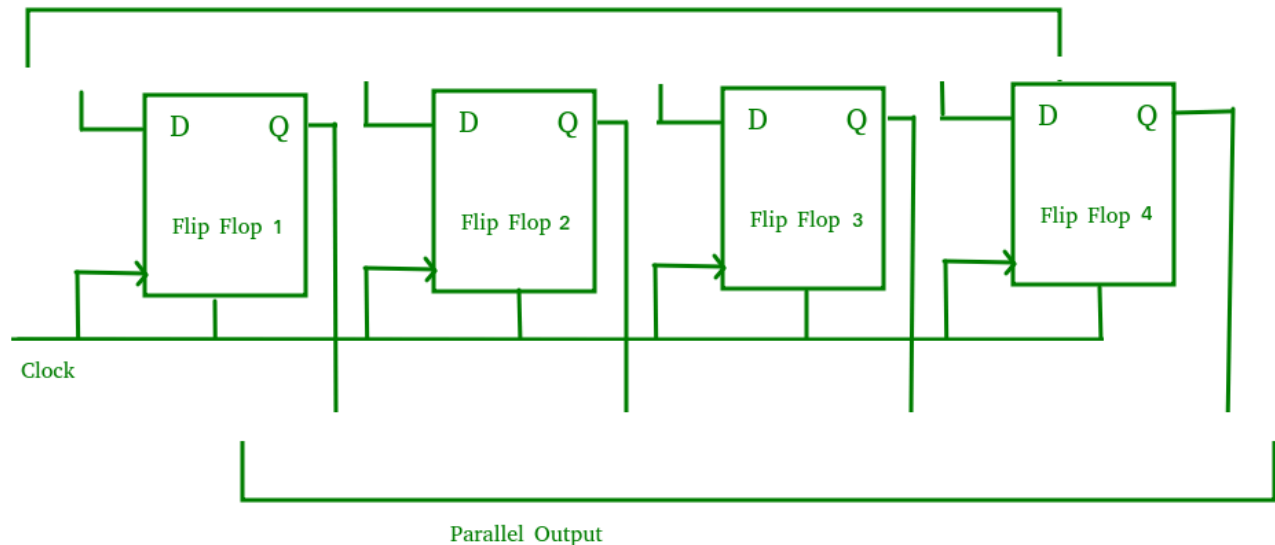 D Q
Flip Flop 1
D Q
Flip Flop 2
D Q
Flip Flop 3
D Q
Flip Flop 4
Clock
Parallel Output